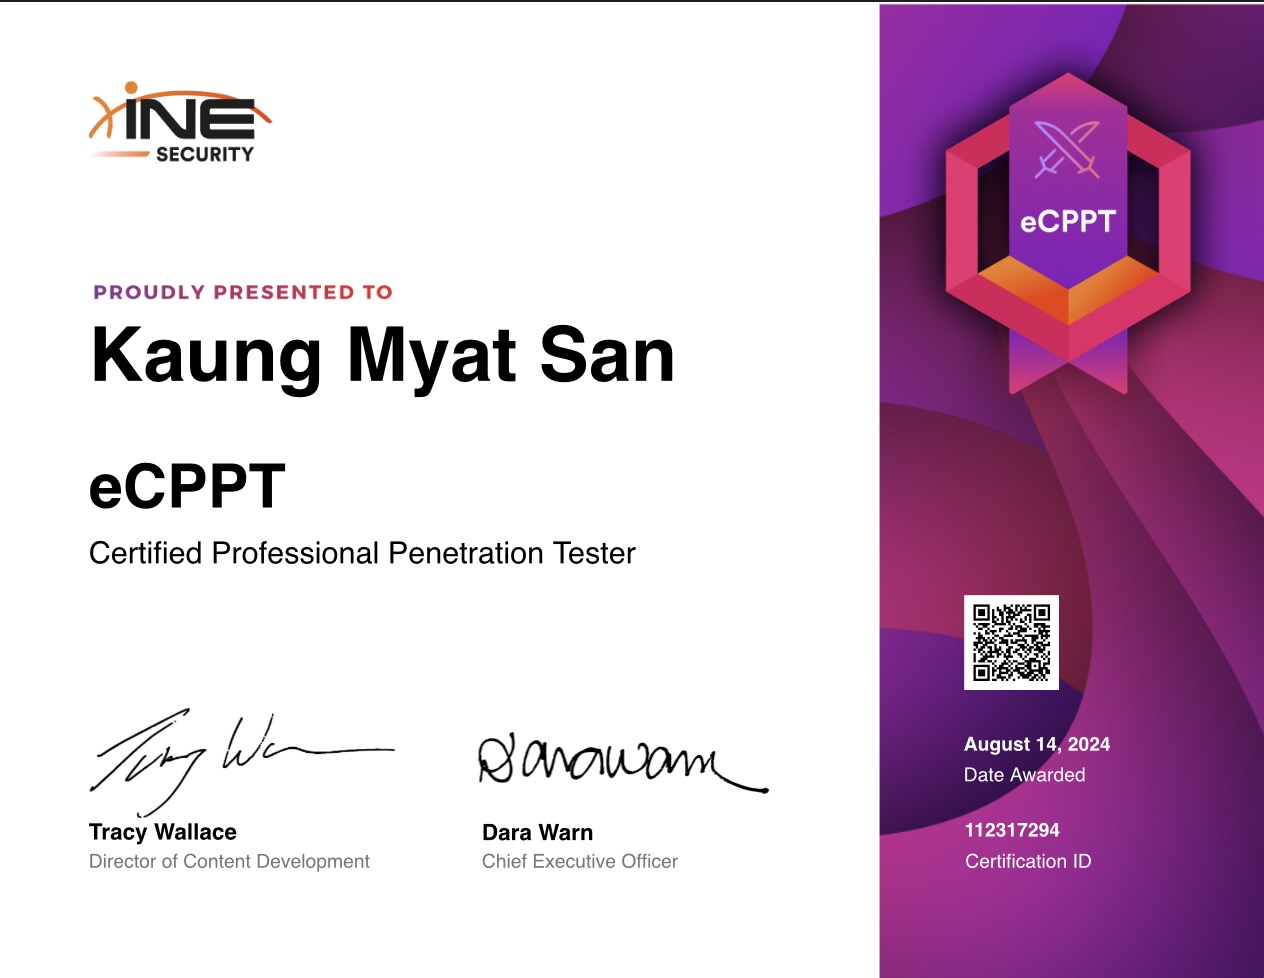 INE
SECURITY
PROUDLY PRESENTED TO
Kaung Myat San
eCPPT
Certified Professional Penetration Tester
Tracy Wallace
Director of Content Development
Dara Warn
Chief Executive Officer
eCPPT
August 14, 2024
Date Awarded
112317294
Certification ID